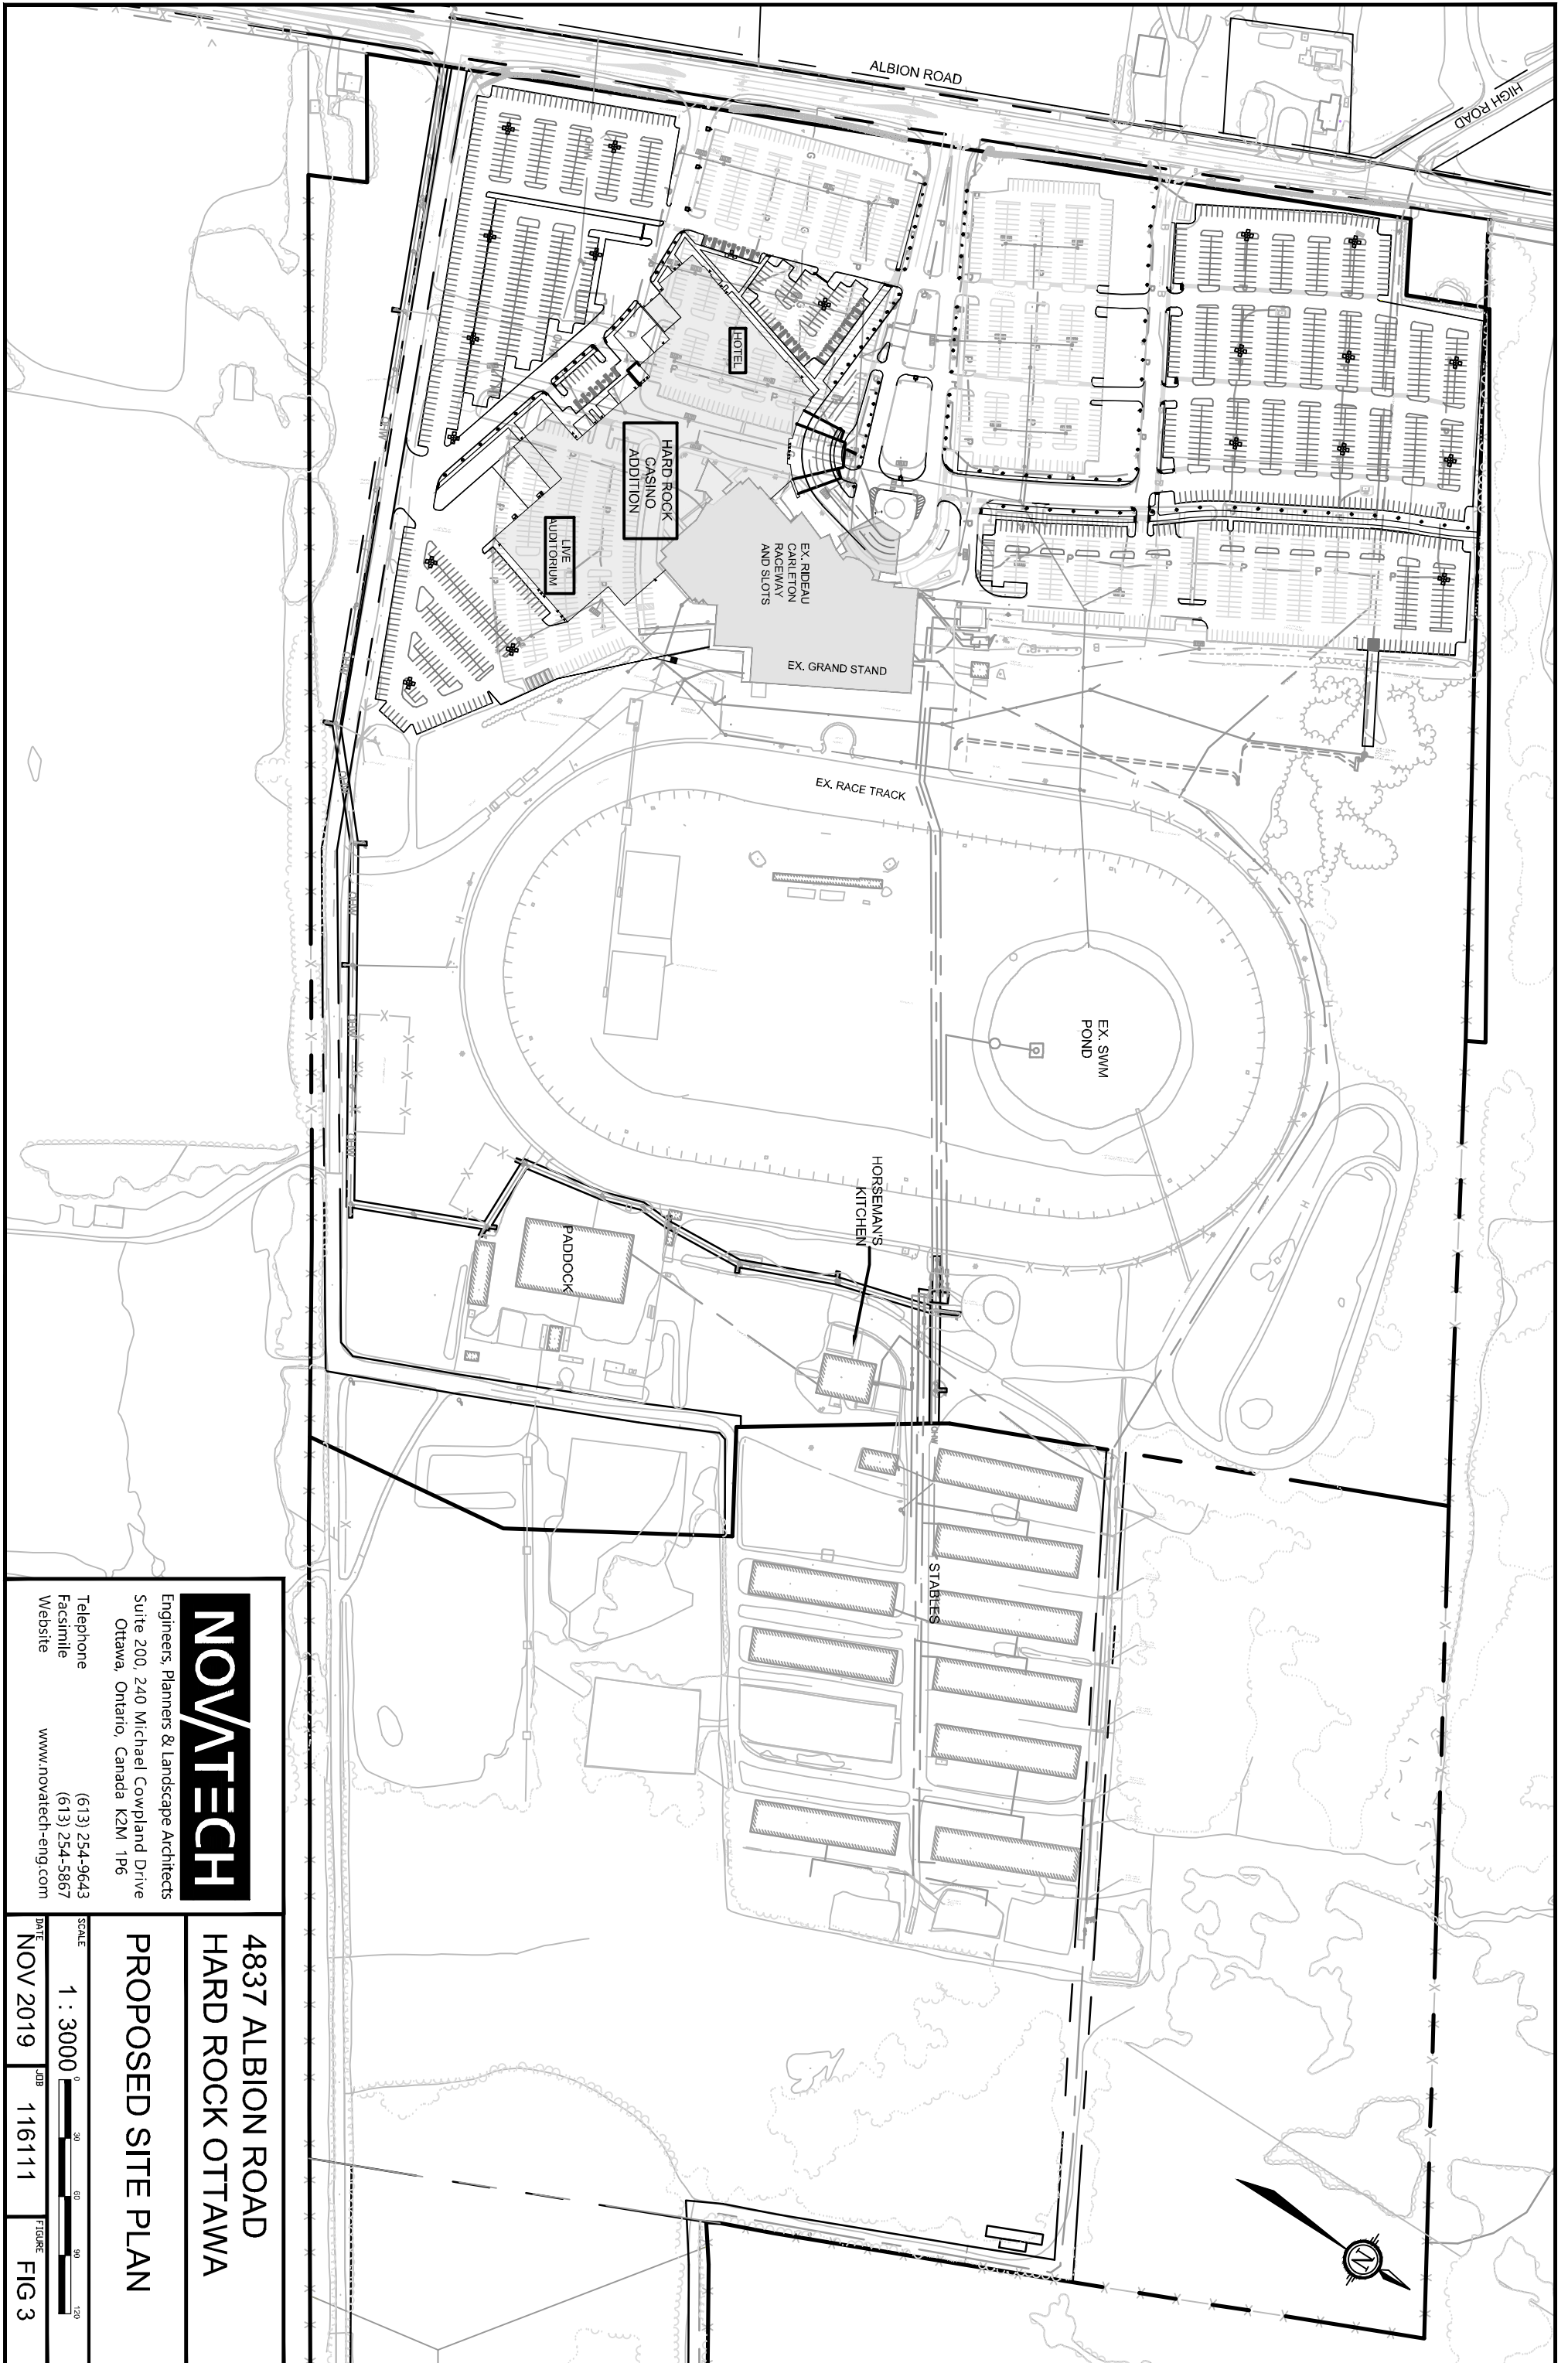 ALBION ROAD
HIGH ROAD
HOTEL
HARD ROCK
CASINO
ADDITION
LIVE
AUDITORIUM
EX. RIDEAU
CARLETON
RACEWAY
AND SLOTS
EX. GRAND STAND
EX. RACE TRACK
EX. SWM
POND
HORSEMAN'S
KITCHEN
PADDOCK
STABLES
N
NOVATECH
Engineers, Planners & Landscape Architects
Suite 200, 240 Michael Cowpland Drive
Ottawa, Ontario, Canada K2M 1P6
Telephone (613) 254-9643
Facsimile (613) 254-5867
Website www.novatech-eng.com
4837 ALBION ROAD
HARD ROCK OTTAWA
PROPOSED SITE PLAN
SCALE
1 : 3000
0 30 60 90 120
DATE NOV 2019
JOB 116111
FIGURE FIG 3